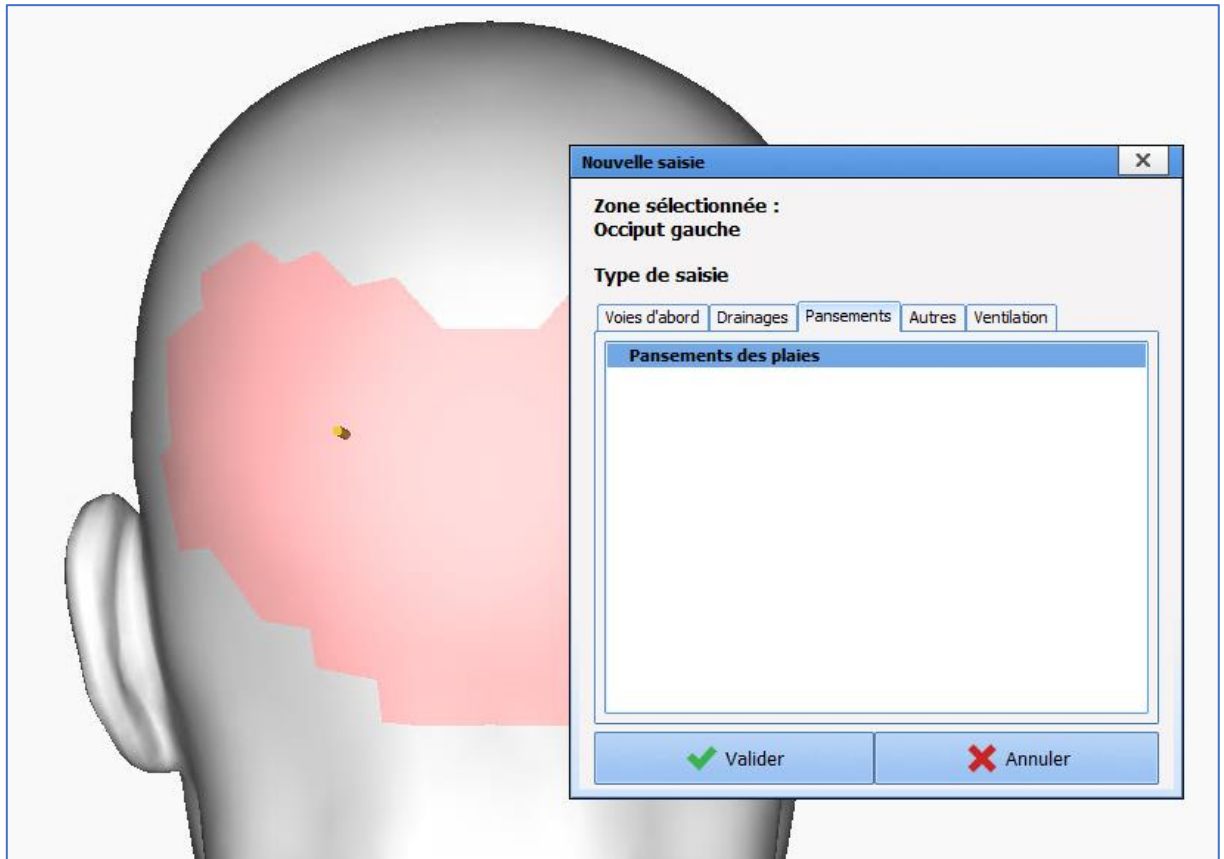 Nouvelle saisie
Zone sélectionnée :
Occiput gauche
Type de saisie
Voies d'abord Drainages Pansements Autres Ventilation
Pansements des plaies
Valider Annuler